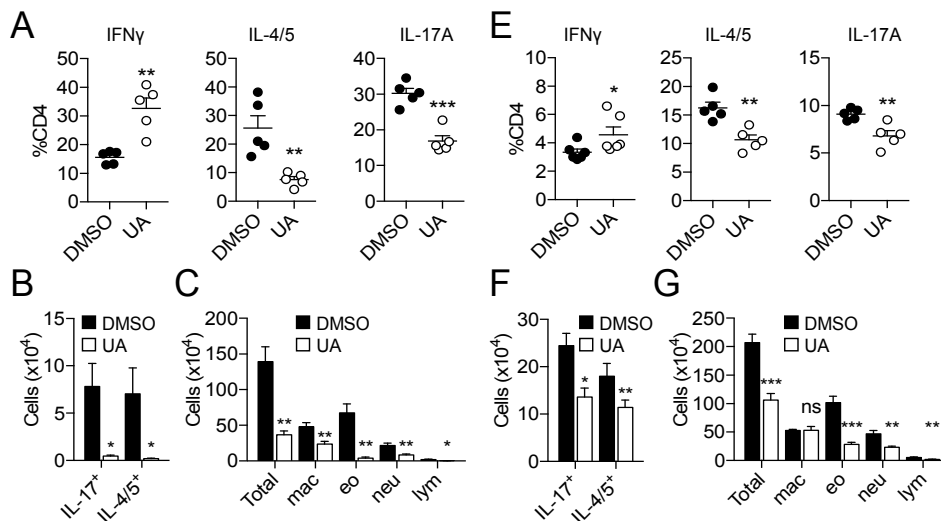 A
IFNγ
IL-4/5
IL-17A
%CD4
50
40
30
20
10
0
50
40
30
20
10
0
40
30
20
10
0
**
**
***
DMSO
UA
DMSO
UA
DMSO
UA
E
IFNγ
IL-4/5
IL-17A
%CD4
8
6
4
2
0
25
20
15
10
5
0
15
10
5
0
*
**
**
DMSO
UA
DMSO
UA
DMSO
UA
B
DMSO
UA
Cells (x10⁴)
15
10
5
0
*
*
IL-17⁺
IL-4/5⁺
C
DMSO
UA
Cells (x10⁴)
200
150
100
50
0
**
**
**
**
*
Total
mac
eo
neu
lym
F
DMSO
UA
Cells (x10⁴)
40
30
20
10
0
*
**
IL-17⁺
IL-4/5⁺
G
DMSO
UA
Cells (x10⁴)
250
200
150
100
50
0
***
ns
***
**
**
Total
mac
eo
neu
lym